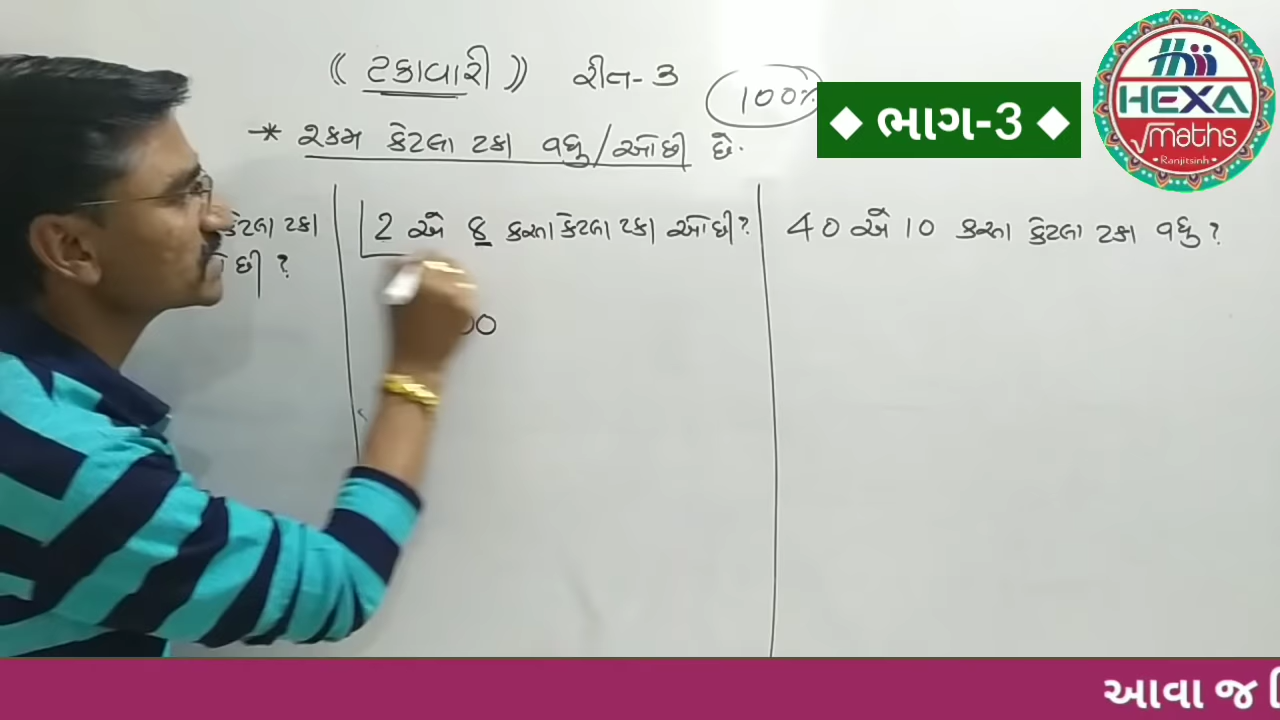 (( ટકાવારી )) રીત-3
100%
◆ ભાગ-3 ◆
HEXA
√maths
•Ranjitsinh•
* રકમ કેટલા ટકા વધુ/ઓછી છે.
કેટલા ટકા
છી ?
2 એ 8 કરતા કેટલા ટકા ઓછી?
00
40 એ 10 કરતા કેટલા ટકા વધુ ?
આવા જ